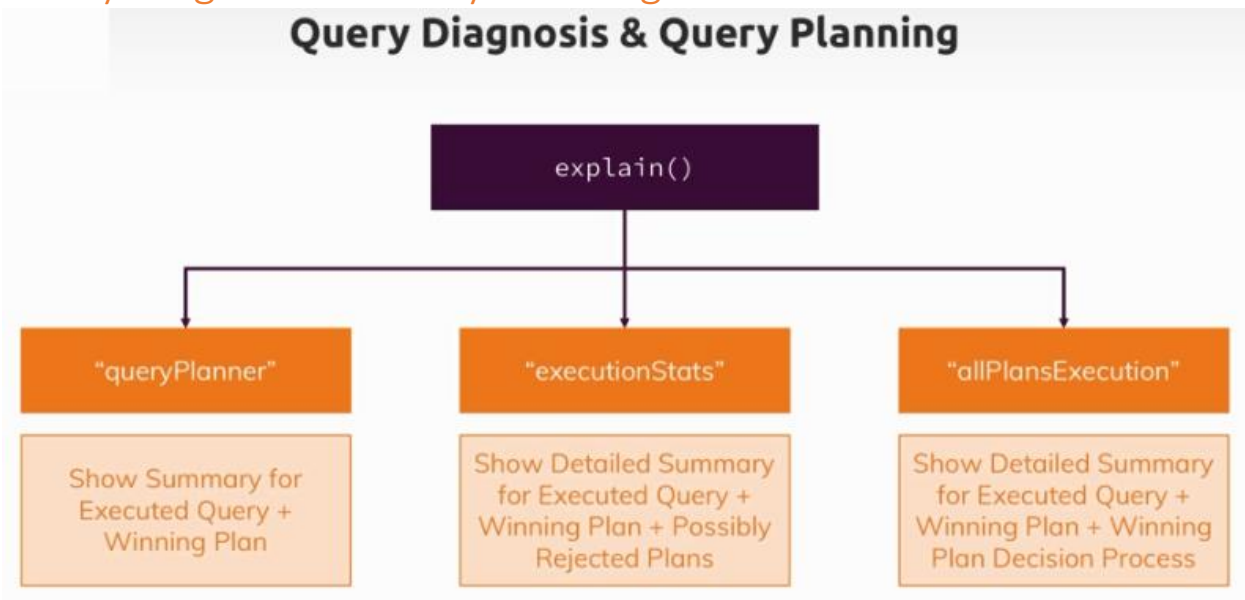 Query Diagnosis & Query Planning
explain()
“queryPlanner”
“executionStats”
“allPlansExecution”
Show Summary for
Executed Query +
Winning Plan
Show Detailed Summary
for Executed Query +
Winning Plan + Possibly
Rejected Plans
Show Detailed Summary
for Executed Query +
Winning Plan + Winning
Plan Decision Process